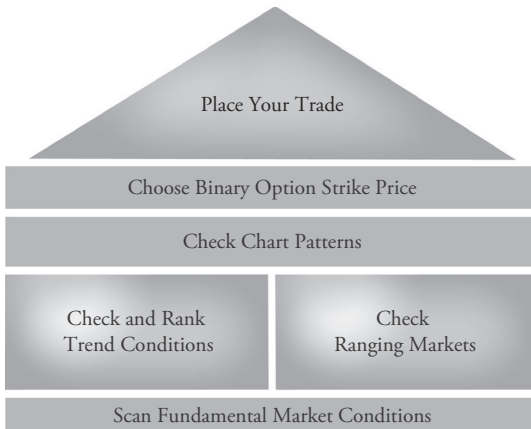 Place Your Trade
Choose Binary Option Strike Price
Check Chart Patterns
Check and Rank
Trend Conditions
Check
Ranging Markets
Scan Fundamental Market Conditions